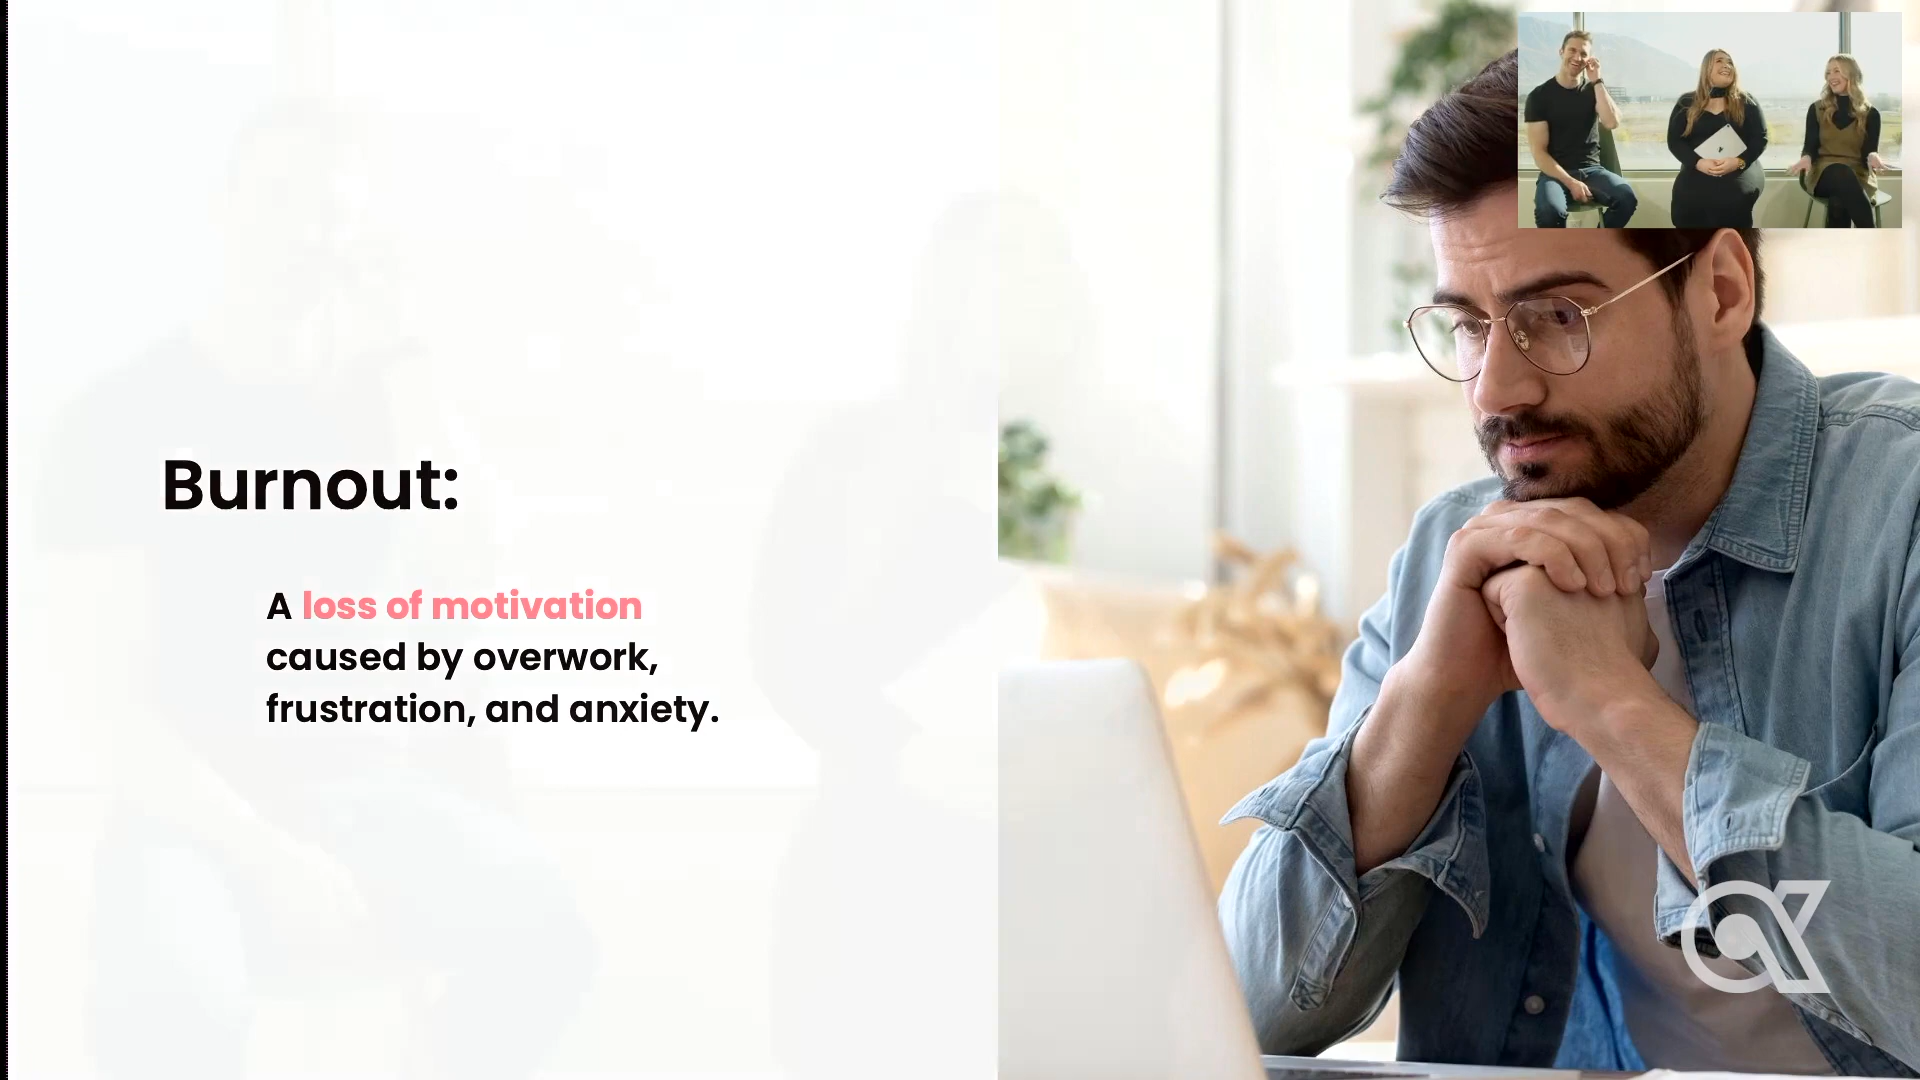 Burnout:
A loss of motivation
caused by overwork,
frustration, and anxiety.